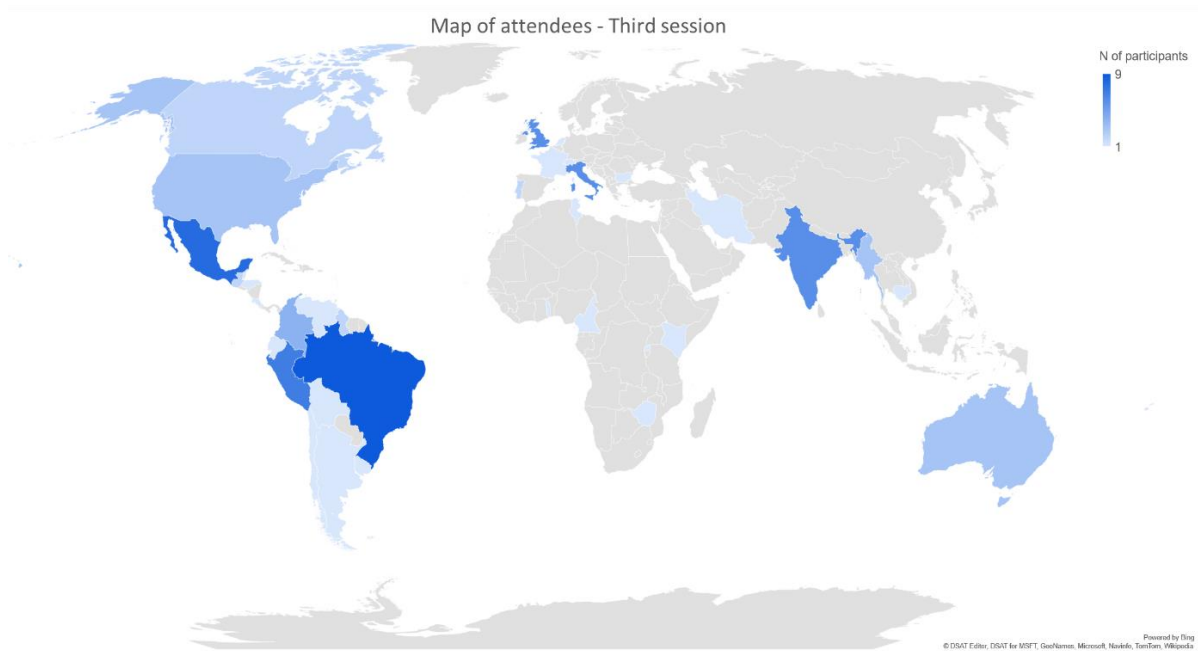 Map of attendees - Third session
N of participants
9
1
Powered by Bing
© DSAT Editor, DSAT for MSFT, GeoNames, Microsoft, Navinfo, TomTom, Wikipedia